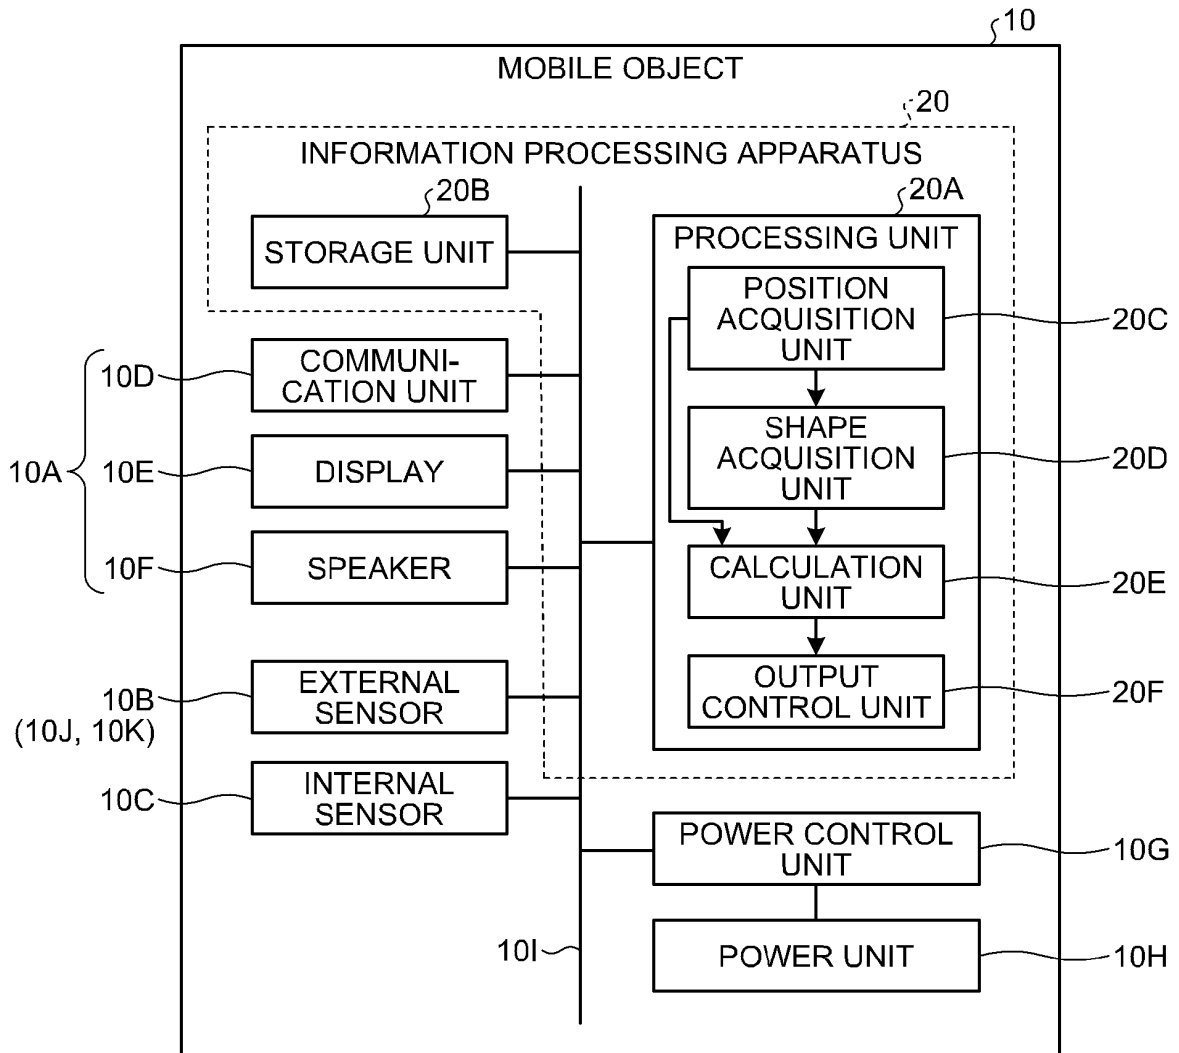 10
MOBILE OBJECT
20
INFORMATION PROCESSING APPARATUS
20B
STORAGE UNIT
20A
PROCESSING UNIT
POSITION
ACQUISITION
UNIT
20C
10A
10D
COMMUNI-
CATION UNIT
SHAPE
ACQUISITION
UNIT
20D
10E
DISPLAY
10F
SPEAKER
CALCULATION
UNIT
20E
10B
(10J, 10K)
EXTERNAL
SENSOR
OUTPUT
CONTROL UNIT
20F
10C
INTERNAL
SENSOR
POWER CONTROL
UNIT
10G
10I
POWER UNIT
10H